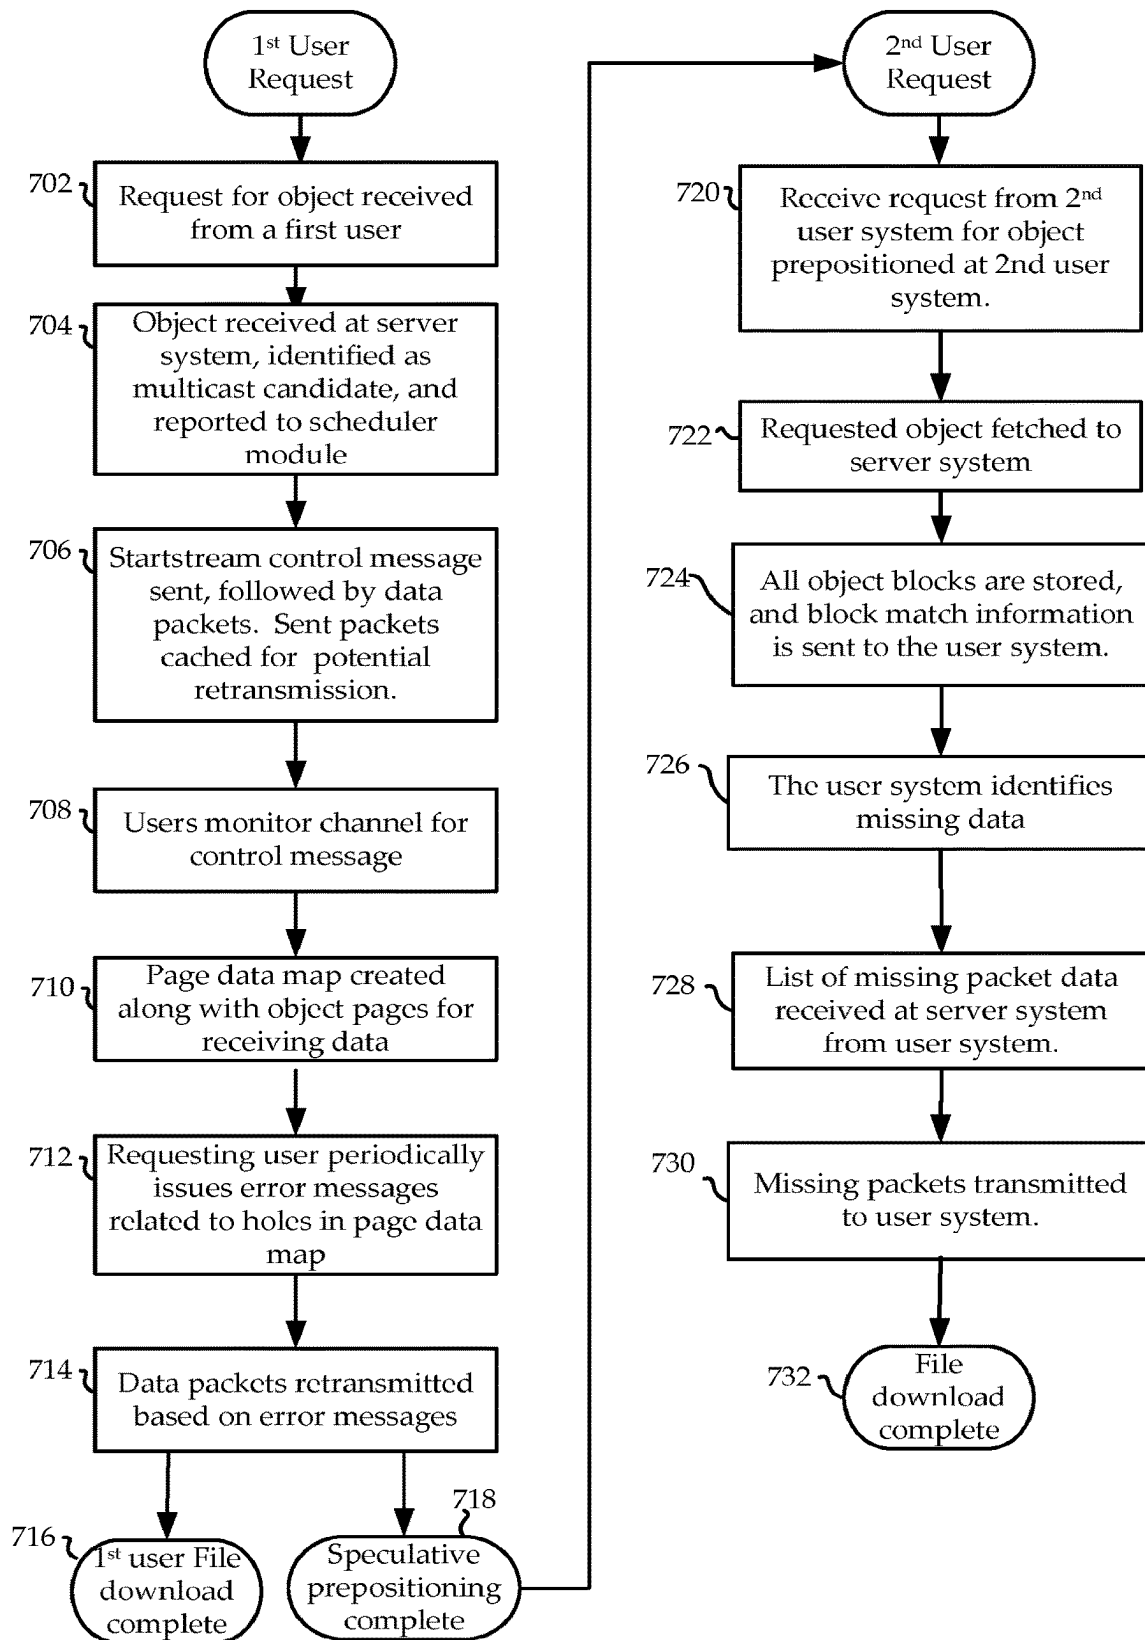 1st User
Request
702
Request for object received
from a first user
704
Object received at server
system, identified as
multicast candidate, and
reported to scheduler
module
706
Startstream control message
sent, followed by data
packets. Sent packets
cached for potential
retransmission.
708
Users monitor channel for
control message
710
Page data map created
along with object pages for
receiving data
712
Requesting user periodically
issues error messages
related to holes in page data
map
714
Data packets retransmitted
based on error messages
716
1st user File
download
complete
718
Speculative
prepositioning
complete
2nd User
Request
720
Receive request from 2nd
user system for object
prepositioned at 2nd user
system.
722
Requested object fetched to
server system
724
All object blocks are stored,
and block match information
is sent to the user system.
726
The user system identifies
missing data
728
List of missing packet data
received at server system
from user system.
730
Missing packets transmitted
to user system.
732
File
download
complete